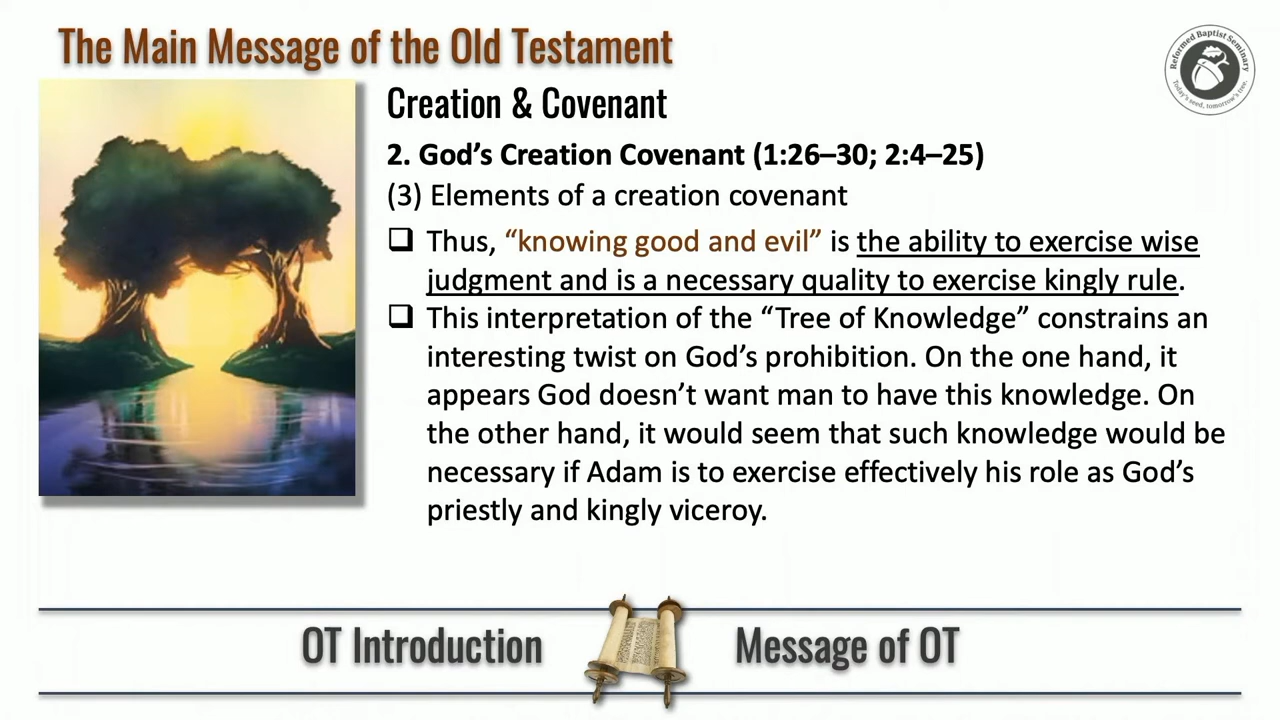 The Main Message of the Old Testament
Reformed Baptist Seminary
Today's seed, tomorrow's tree.
Creation & Covenant
2. God’s Creation Covenant (1:26–30; 2:4–25)
(3) Elements of a creation covenant
❑ Thus, “knowing good and evil” is the ability to exercise wise
judgment and is a necessary quality to exercise kingly rule.
❑ This interpretation of the “Tree of Knowledge” constrains an
interesting twist on God’s prohibition. On the one hand, it
appears God doesn’t want man to have this knowledge. On
the other hand, it would seem that such knowledge would be
necessary if Adam is to exercise effectively his role as God’s
priestly and kingly viceroy.
OT Introduction
Message of OT